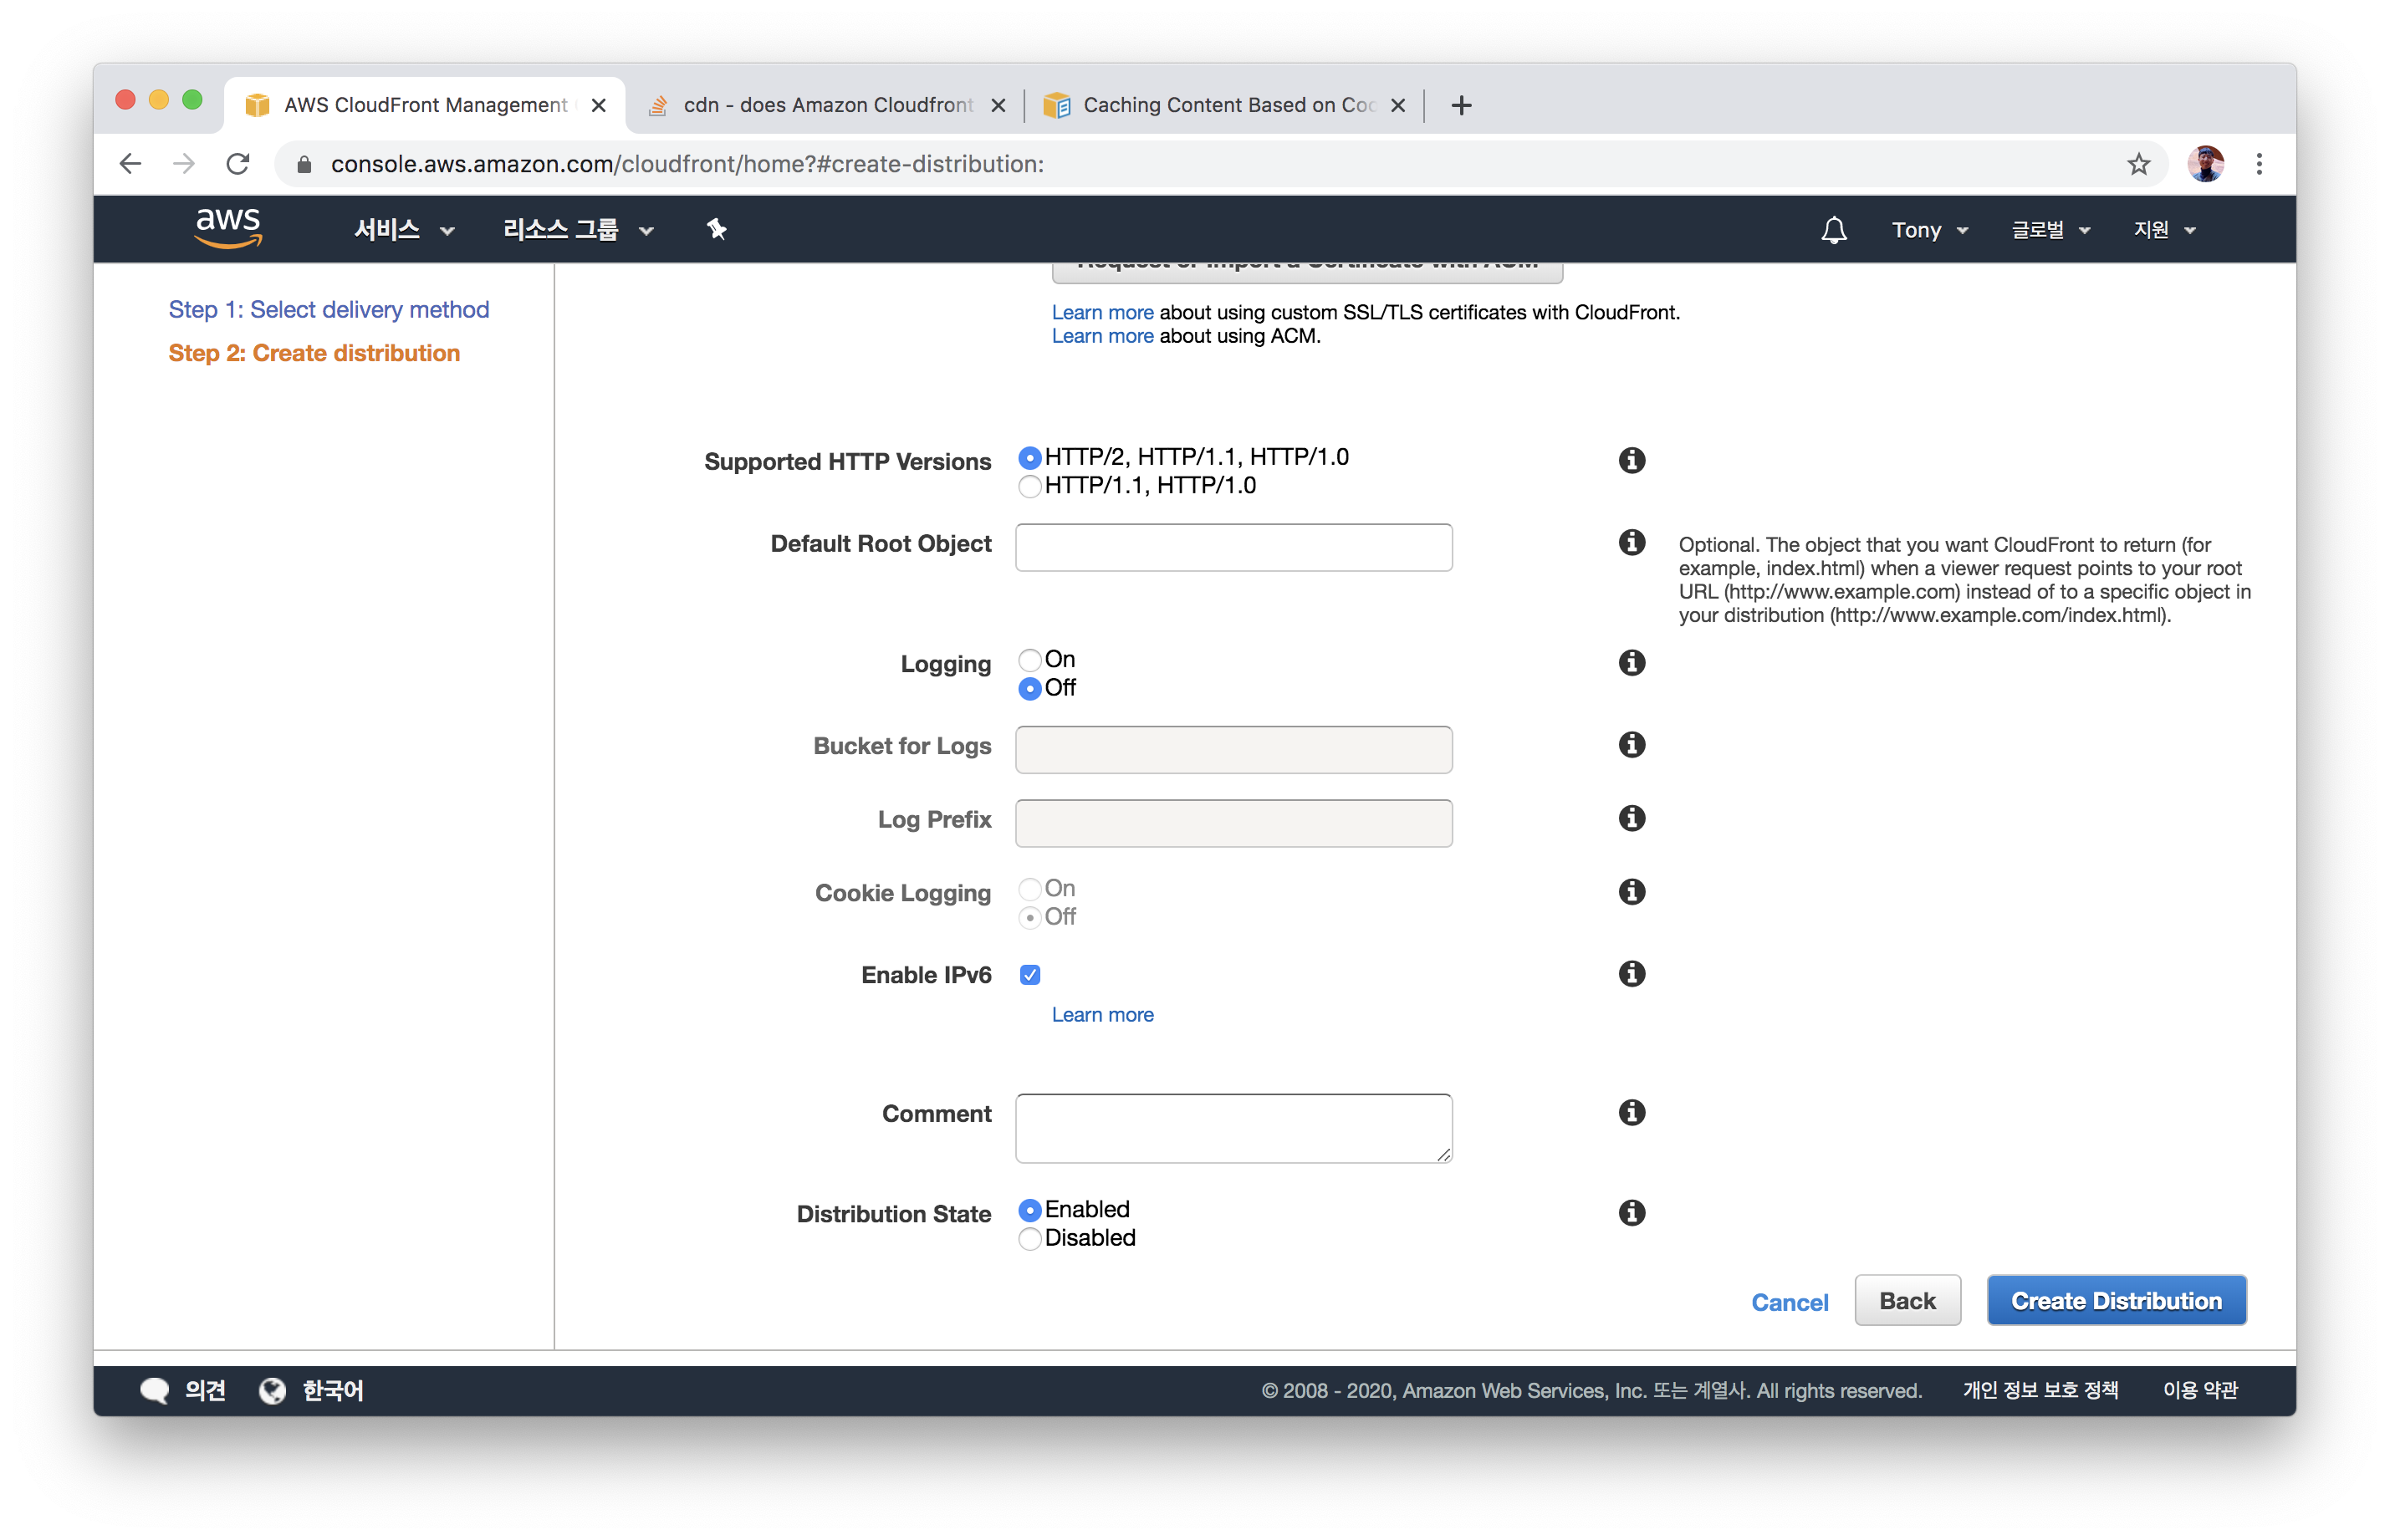 AWS CloudFront Management
cdn - does Amazon Cloudfront
Caching Content Based on Coo
console.aws.amazon.com/cloudfront/home?#create-distribution:
aws
서비스
리소스 그룹
Tony
글로벌
지원
Step 1: Select delivery method
Step 2: Create distribution
Request or Import a Certificate with ACM
Learn more about using custom SSL/TLS certificates with CloudFront.
Learn more about using ACM.
Supported HTTP Versions
HTTP/2, HTTP/1.1, HTTP/1.0
HTTP/1.1, HTTP/1.0
Default Root Object
Optional. The object that you want CloudFront to return (for
example, index.html) when a viewer request points to your root
URL (http://www.example.com) instead of to a specific object in
your distribution (http://www.example.com/index.html).
Logging
On
Off
Bucket for Logs
Log Prefix
Cookie Logging
On
Off
Enable IPv6
Learn more
Comment
Distribution State
Enabled
Disabled
Cancel
Back
Create Distribution
의견
한국어
© 2008 - 2020, Amazon Web Services, Inc. 또는 계열사. All rights reserved.
개인 정보 보호 정책
이용 약관